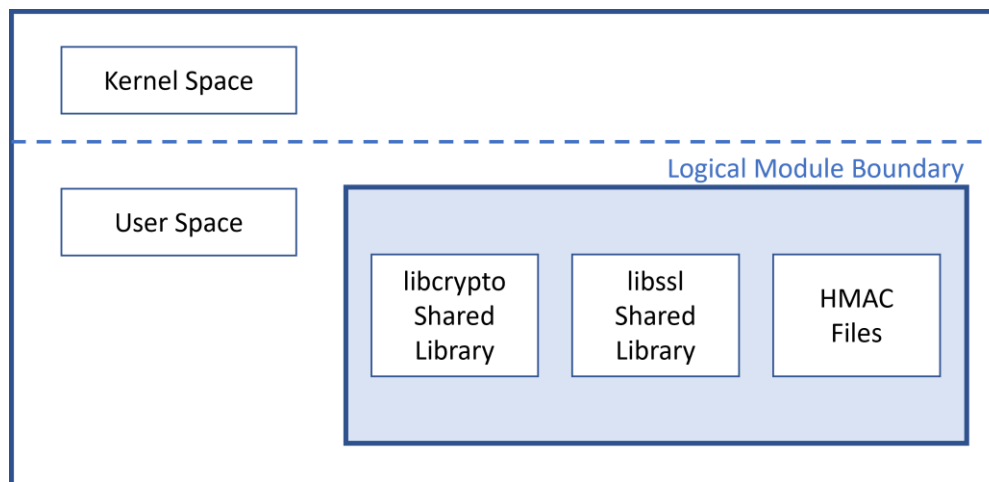 Kernel Space
Logical Module Boundary
User Space
libcrypto
Shared
Library
libssl
Shared
Library
HMAC
Files